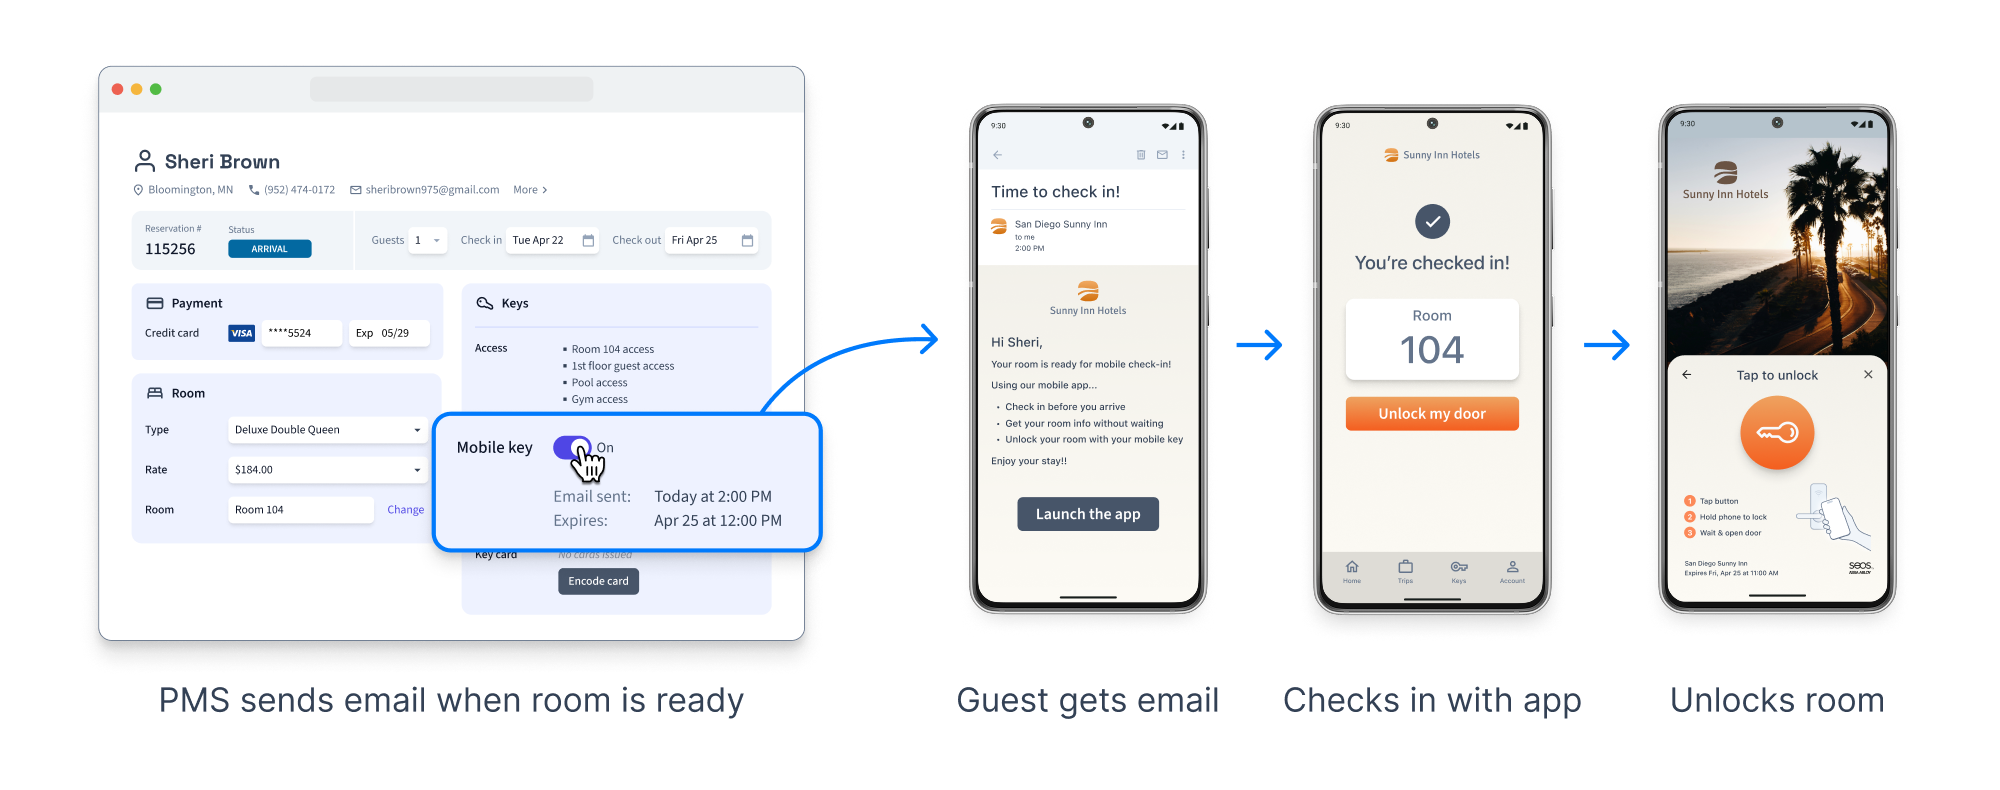 Sheri Brown
Bloomington, MN (952) 474-0172 sheribrown975@gmail.com More
Reservation # Status
115256 ARRIVAL
Guests 1 Check in Tue Apr 22 Check out Fri Apr 25
Payment
Credit card VISA ****5524 Exp 05/29
Room
Type Deluxe Double Queen
Rate $184.00
Room Room 104 Change
Keys
Access
Room 104 access
1st floor guest access
Pool access
Gym access
Mobile key On
Email sent: Today at 2:00 PM
Expires: Apr 25 at 12:00 PM
Key card No cards issued
Encode card
PMS sends email when room is ready
9:30
Time to check in!
San Diego Sunny Inn
to me
2:00 PM
Sunny Inn Hotels
Hi Sheri,
Your room is ready for mobile check-in!
Using our mobile app...
• Check in before you arrive
• Get your room info without waiting
• Unlock your room with your mobile key
Enjoy your stay!!
Launch the app
Guest gets email
9:30
Sunny Inn Hotels
You're checked in!
Room
104
Unlock my door
Home Trips Keys Account
Checks in with app
9:30
Sunny Inn Hotels
Tap to unlock
1 Tap button
2 Hold phone to lock
3 Wait & open door
San Diego Sunny Inn
Expires Fri, Apr 25 at 11:00 AM
seos
ASSA ABLOY
Unlocks room